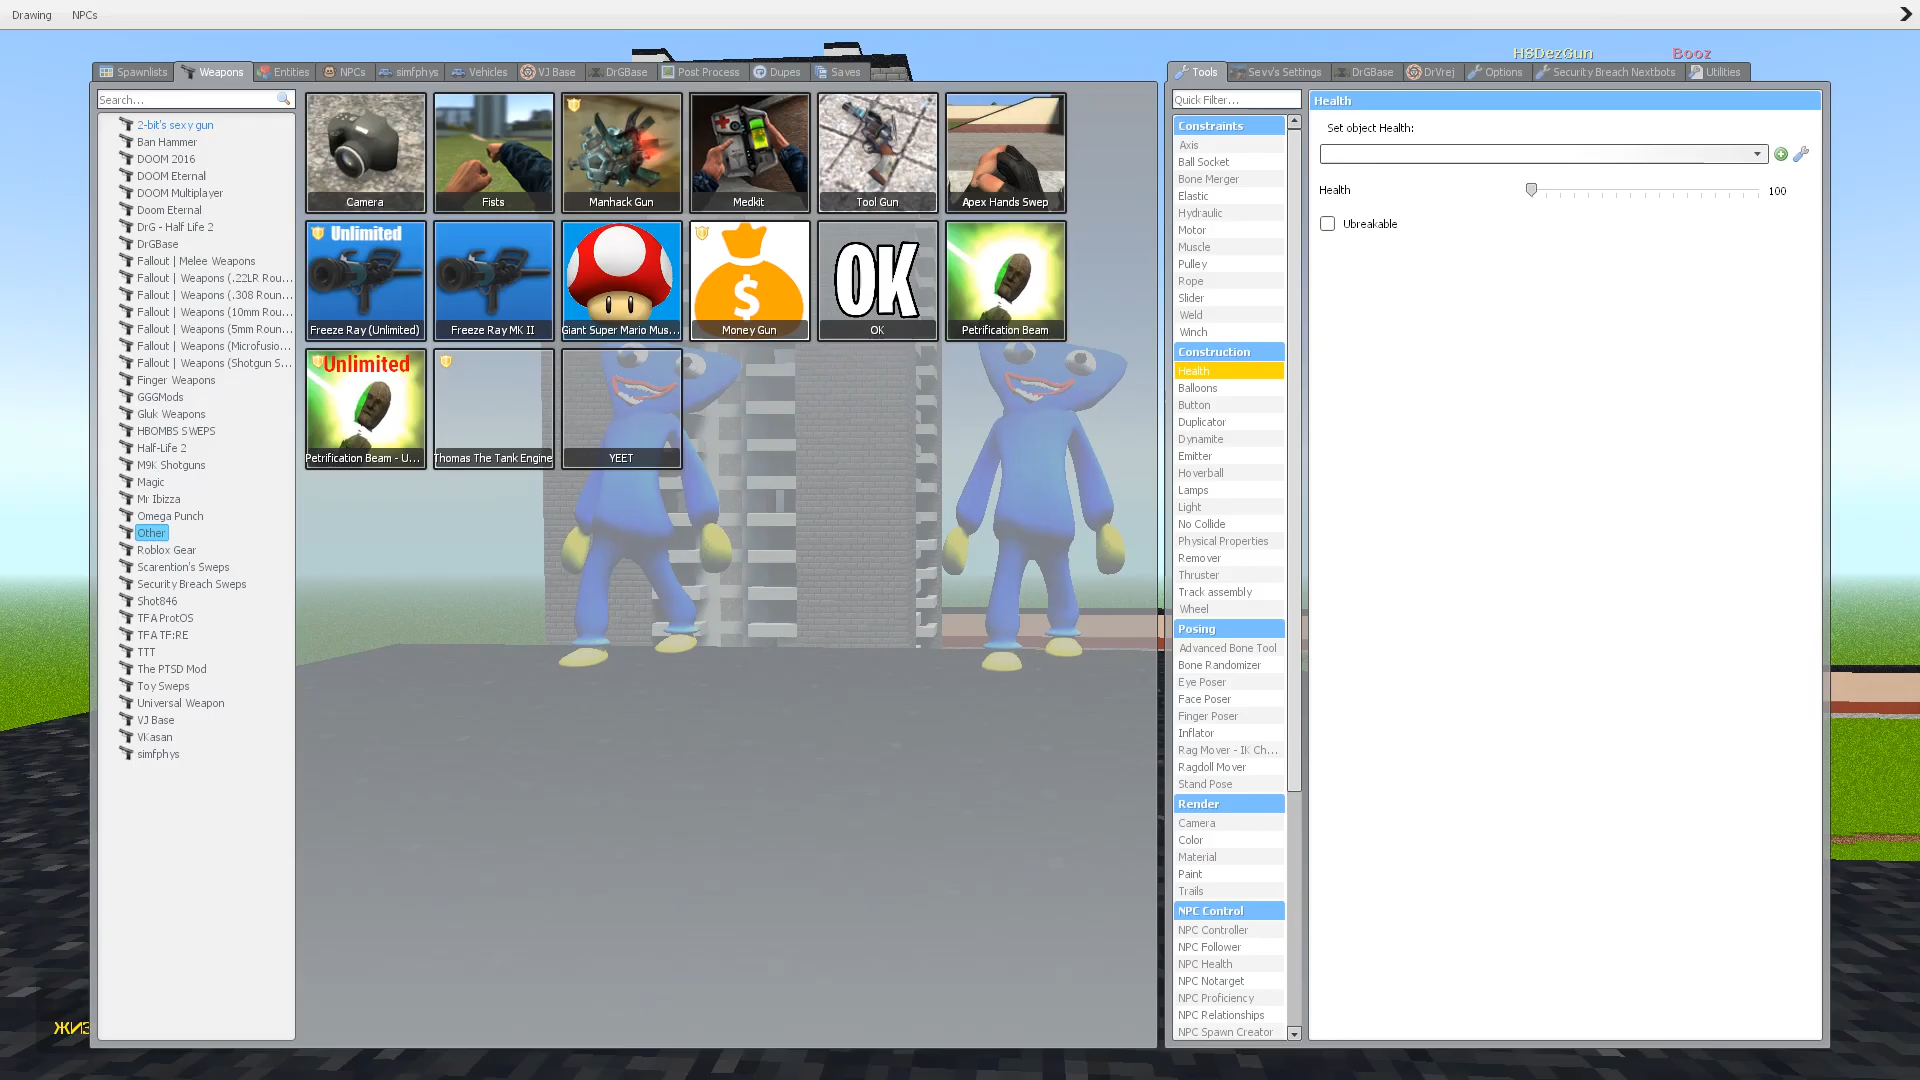 Drawing NPCs
HSDezGun Booz
Spawnlists Weapons Entities NPCs simfphys Vehicles VJ Base DrGBase Post Process Dupes Saves
Tools Sevv's Settings DrGBase DrVrej Options Security Breach Nextbots Utilities
Search...
2-bit's sexy gun
Ban Hammer
DOOM 2016
DOOM Eternal
DOOM Multiplayer
Doom Eternal
DrG - Half Life 2
DrGBase
Fallout | Melee Weapons
Fallout | Weapons (.22LR Rou...
Fallout | Weapons (.308 Roun...
Fallout | Weapons (10mm Rou...
Fallout | Weapons (5mm Roun...
Fallout | Weapons (Microfusio...
Fallout | Weapons (Shotgun S...
Finger Weapons
GGGMods
Gluk Weapons
HBOMBS SWEPS
Half-Life 2
M9K Shotguns
Magic
Mr Ibizza
Omega Punch
Other
Roblox Gear
Scarention's Sweps
Security Breach Sweps
Shot846
TFA ProtOS
TFA TF:RE
TTT
The PTSD Mod
Toy Sweps
Universal Weapon
VJ Base
VKasan
simfphys
Camera Fists Manhack Gun Medkit Tool Gun Apex Hands Swep
Unlimited
$
OK
Freeze Ray (Unlimited) Freeze Ray MK II Giant Super Mario Mus... Money Gun OK Petrification Beam
Unlimited
Petrification Beam - U... Thomas The Tank Engine YEET
Quick Filter...
Constraints
Axis
Ball Socket
Bone Merger
Elastic
Hydraulic
Motor
Muscle
Pulley
Rope
Slider
Weld
Winch
Construction
Health
Balloons
Button
Duplicator
Dynamite
Emitter
Hoverball
Lamps
Light
No Collide
Physical Properties
Remover
Thruster
Track assembly
Wheel
Posing
Advanced Bone Tool
Bone Randomizer
Eye Poser
Face Poser
Finger Poser
Inflator
Rag Mover - IK Ch...
Ragdoll Mover
Stand Pose
Render
Camera
Color
Material
Paint
Trails
NPC Control
NPC Controller
NPC Follower
NPC Health
NPC Notarget
NPC Proficiency
NPC Relationships
NPC Spawn Creator
Health
Set object Health:
Health 100
Ubreakable
ЖИЗ